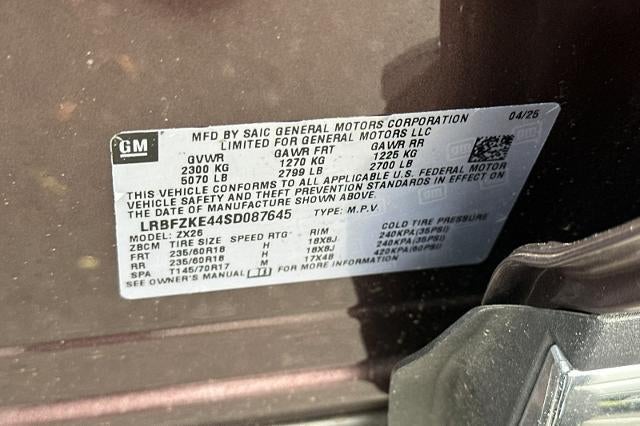 GM
MFD BY SAIC GENERAL MOTORS CORPORATION 04/25
LIMITED FOR GENERAL MOTORS LLC
GVWR GAWR FRT GAWR RR
2300 KG 1270 KG 1225 KG
5070 LB 2799 LB 2700 LB
THIS VEHICLE CONFORMS TO ALL APPLICABLE U.S. FEDERAL MOTOR
VEHICLE SAFETY AND THEFT PREVENTION STANDARDS IN EFFECT ON THE
DATE OF MANUFACTURE SHOWN ABOVE.
LRBFZKE44SD087645 TYPE: M.P.V.
MODEL: ZX26 COLD TIRE PRESSURE
ZBCM TIRE SIZE SPEED RTG RIM
FRT 235/60R18 H 18X8J 240KPA(35PSI)
RR 235/60R18 H 18X8J 240KPA(35PSI)
SPA T145/70R17 M 17X4B 420KPA(60PSI)
SEE OWNER'S MANUAL FOR MORE INFORMATION